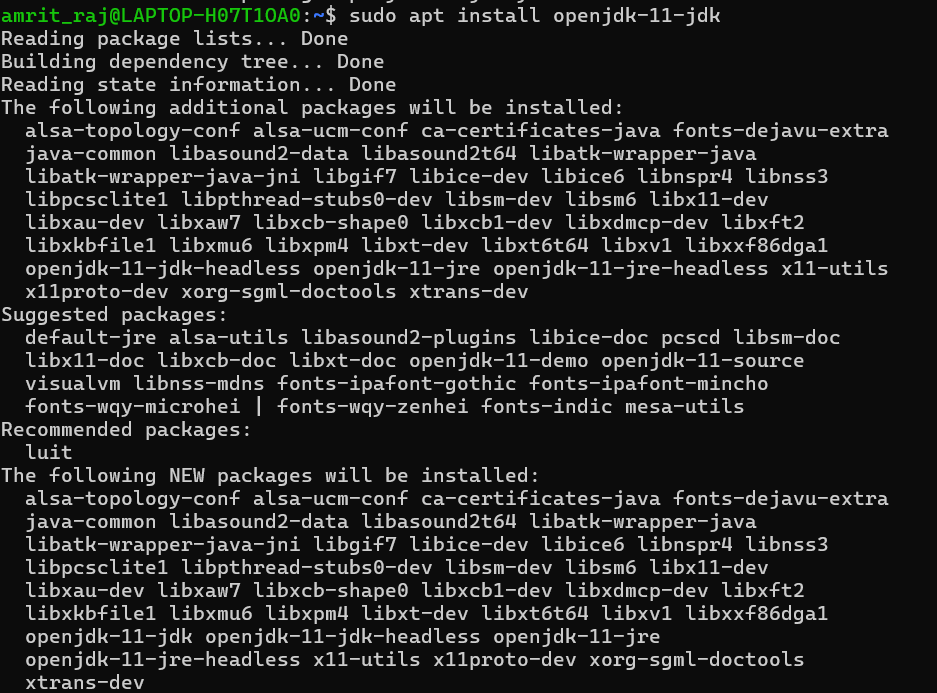 amrit_raj@LAPTOP-H07T1OA0:~$ sudo apt install openjdk-11-jdk
Reading package lists... Done
Building dependency tree... Done
Reading state information... Done
The following additional packages will be installed:
  alsa-topology-conf alsa-ucm-conf ca-certificates-java fonts-dejavu-extra
  java-common libasound2-data libasound2t64 libatk-wrapper-java
  libatk-wrapper-java-jni libgif7 libice-dev libice6 libnspr4 libnss3
  libpcsclite1 libpthread-stubs0-dev libsm-dev libsm6 libx11-dev
  libxau-dev libxaw7 libxcb-shape0 libxcb1-dev libxdmcp-dev libxft2
  libxkbfile1 libxmu6 libxpm4 libxt-dev libxt6t64 libxv1 libxxf86dga1
  openjdk-11-jdk-headless openjdk-11-jre openjdk-11-jre-headless x11-utils
  x11proto-dev xorg-sgml-doctools xtrans-dev
Suggested packages:
  default-jre alsa-utils libasound2-plugins libice-doc pcscd libsm-doc
  libx11-doc libxcb-doc libxt-doc openjdk-11-demo openjdk-11-source
  visualvm libnss-mdns fonts-ipafont-gothic fonts-ipafont-mincho
  fonts-wqy-microhei | fonts-wqy-zenhei fonts-indic mesa-utils
Recommended packages:
  luit
The following NEW packages will be installed:
  alsa-topology-conf alsa-ucm-conf ca-certificates-java fonts-dejavu-extra
  java-common libasound2-data libasound2t64 libatk-wrapper-java
  libatk-wrapper-java-jni libgif7 libice-dev libice6 libnspr4 libnss3
  libpcsclite1 libpthread-stubs0-dev libsm-dev libsm6 libx11-dev
  libxau-dev libxaw7 libxcb-shape0 libxcb1-dev libxdmcp-dev libxft2
  libxkbfile1 libxmu6 libxpm4 libxt-dev libxt6t64 libxv1 libxxf86dga1
  openjdk-11-jdk openjdk-11-jdk-headless openjdk-11-jre
  openjdk-11-jre-headless x11-utils x11proto-dev xorg-sgml-doctools
  xtrans-dev